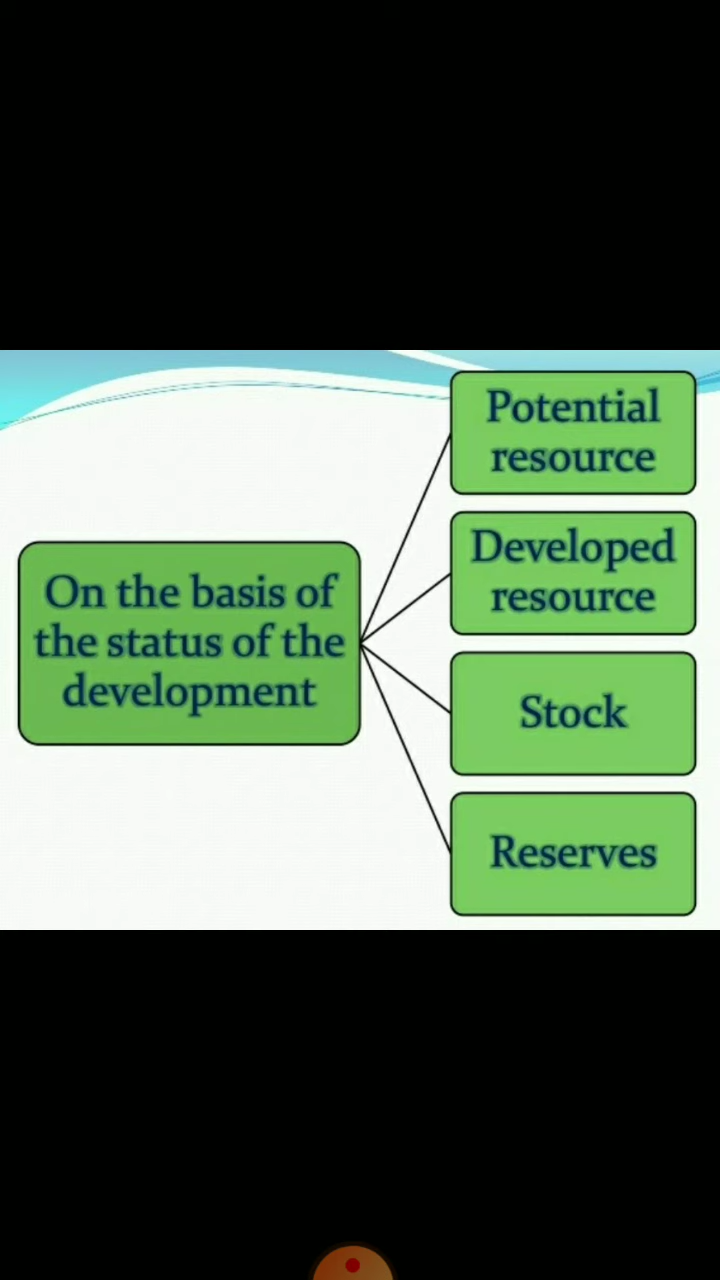 On the basis of
the status of the
development
Potential
resource
Developed
resource
Stock
Reserves